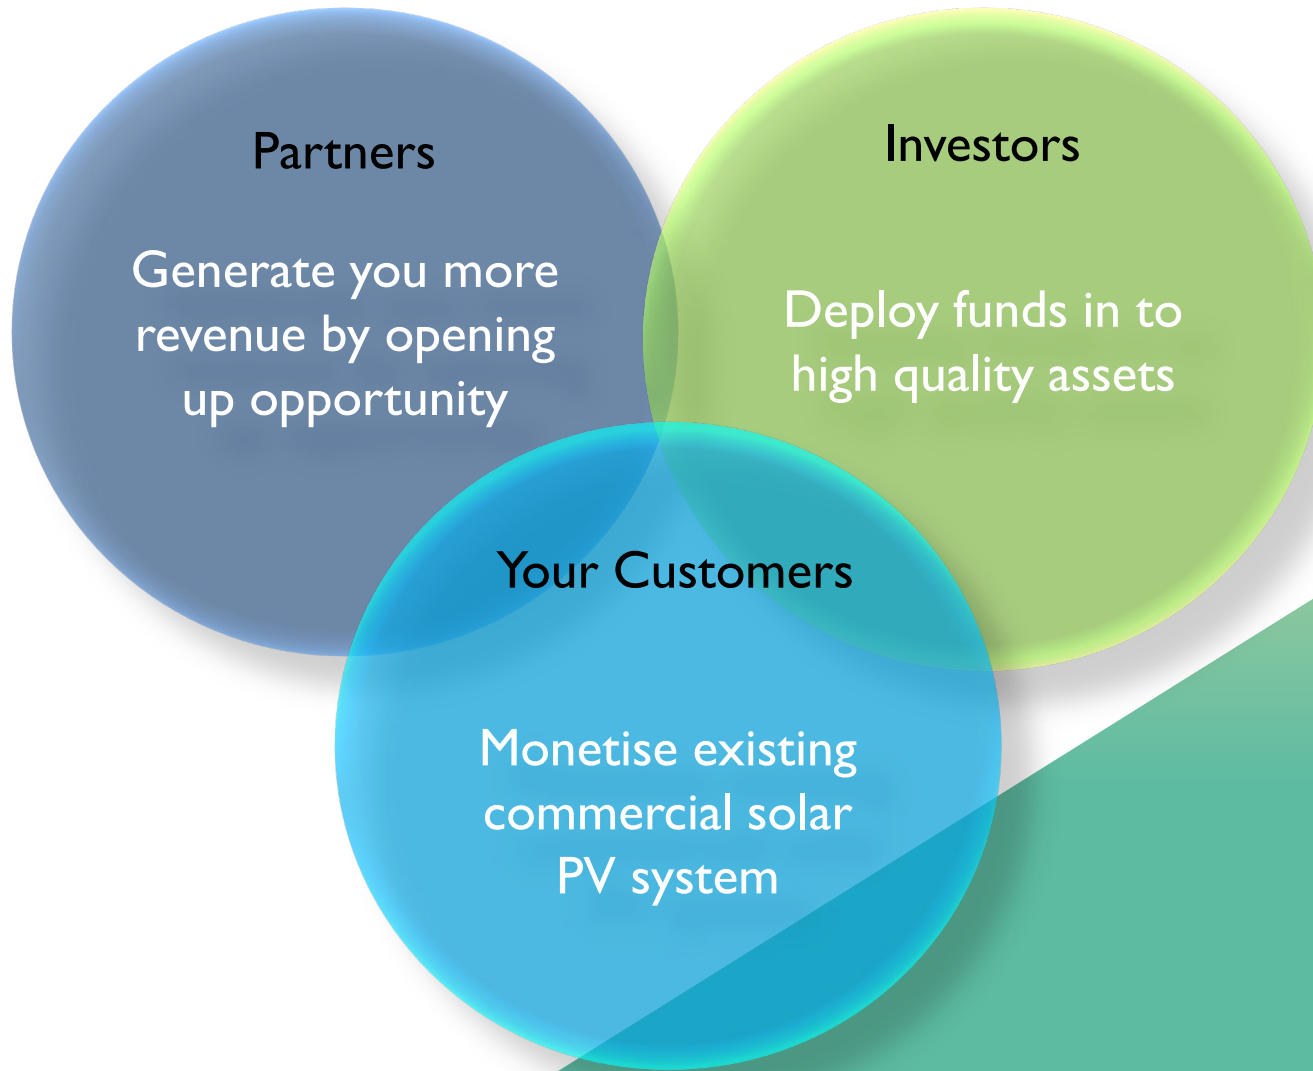 Partners
Generate you more
revenue by opening
up opportunity
Investors
Deploy funds in to
high quality assets
Your Customers
Monetise existing
commercial solar
PV system